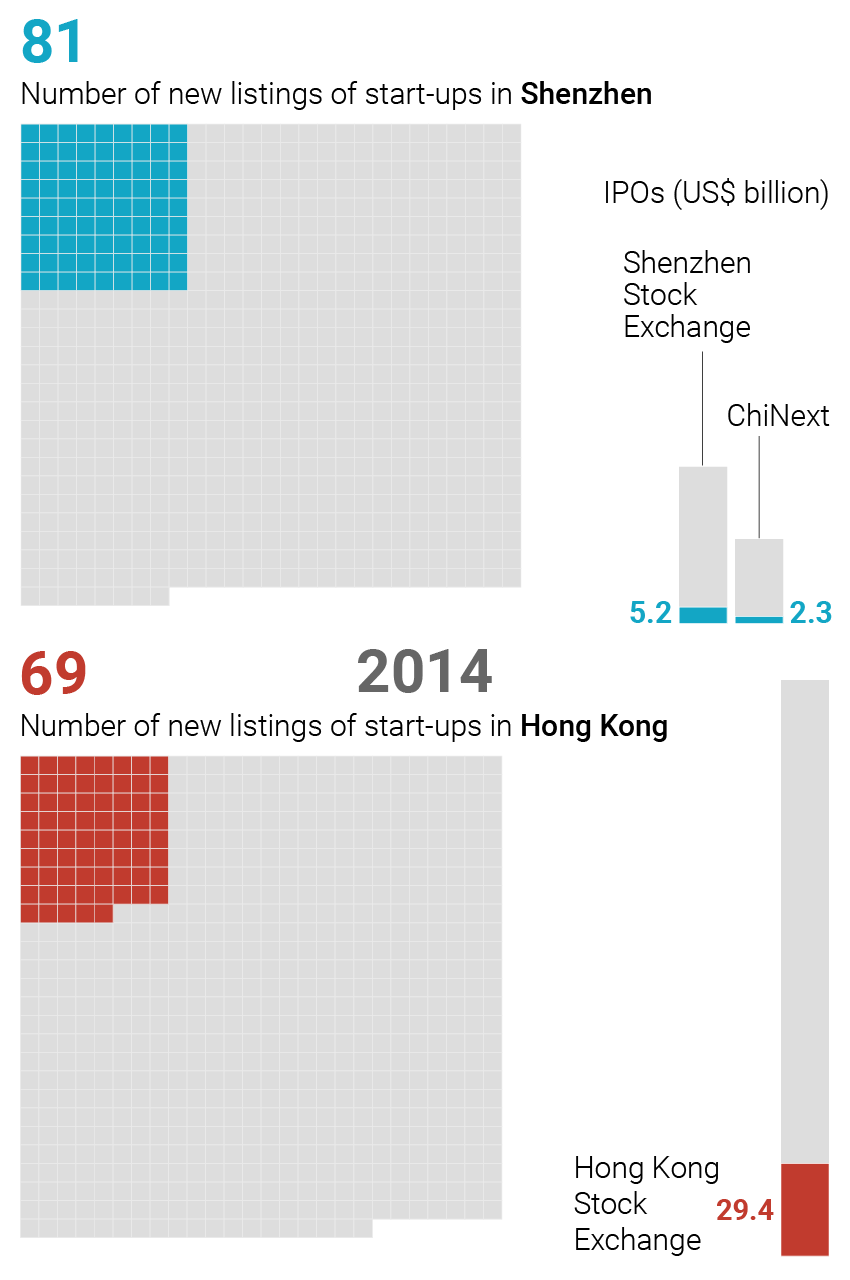 81
Number of new listings of start-ups in Shenzhen
IPOs (US$ billion)
Shenzhen
Stock
Exchange
ChiNext
5.2
2.3
69
2014
Number of new listings of start-ups in Hong Kong
Hong Kong
Stock
Exchange
29.4